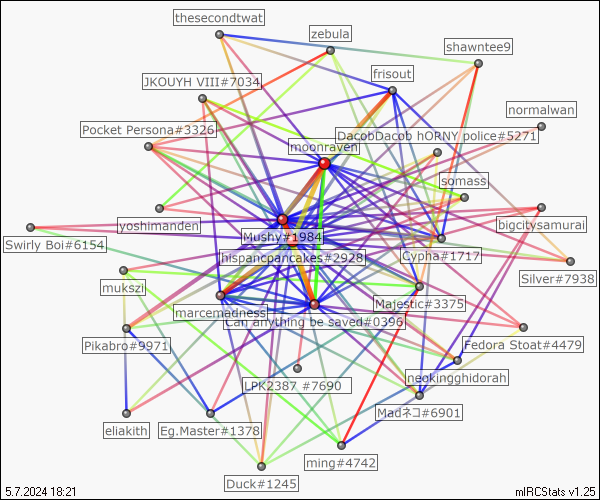 thesecondtwat
zebula
shawntee9
frisout
JKOUYH VIII#7034
normalwan
Pocket Persona#3326
DacobDacob hORNY police#5271
moonraven
somass
yoshimanden
bigcitysamurai
Swirly Boi#6154
Mushy#1984
hispancpancakes#2928
Cypha#1717
Silver#7938
mukszi
marcemadness
Majestic#3375
Can anything be saved#0396
Pikabro#9971
Fedora Stoat#4479
neokingghidorah
LPK2387 #7690
Madネコ#6901
eliakith
Eg.Master#1378
ming#4742
Duck#1245
5.7.2024 18:21
mIRCStats v1.25